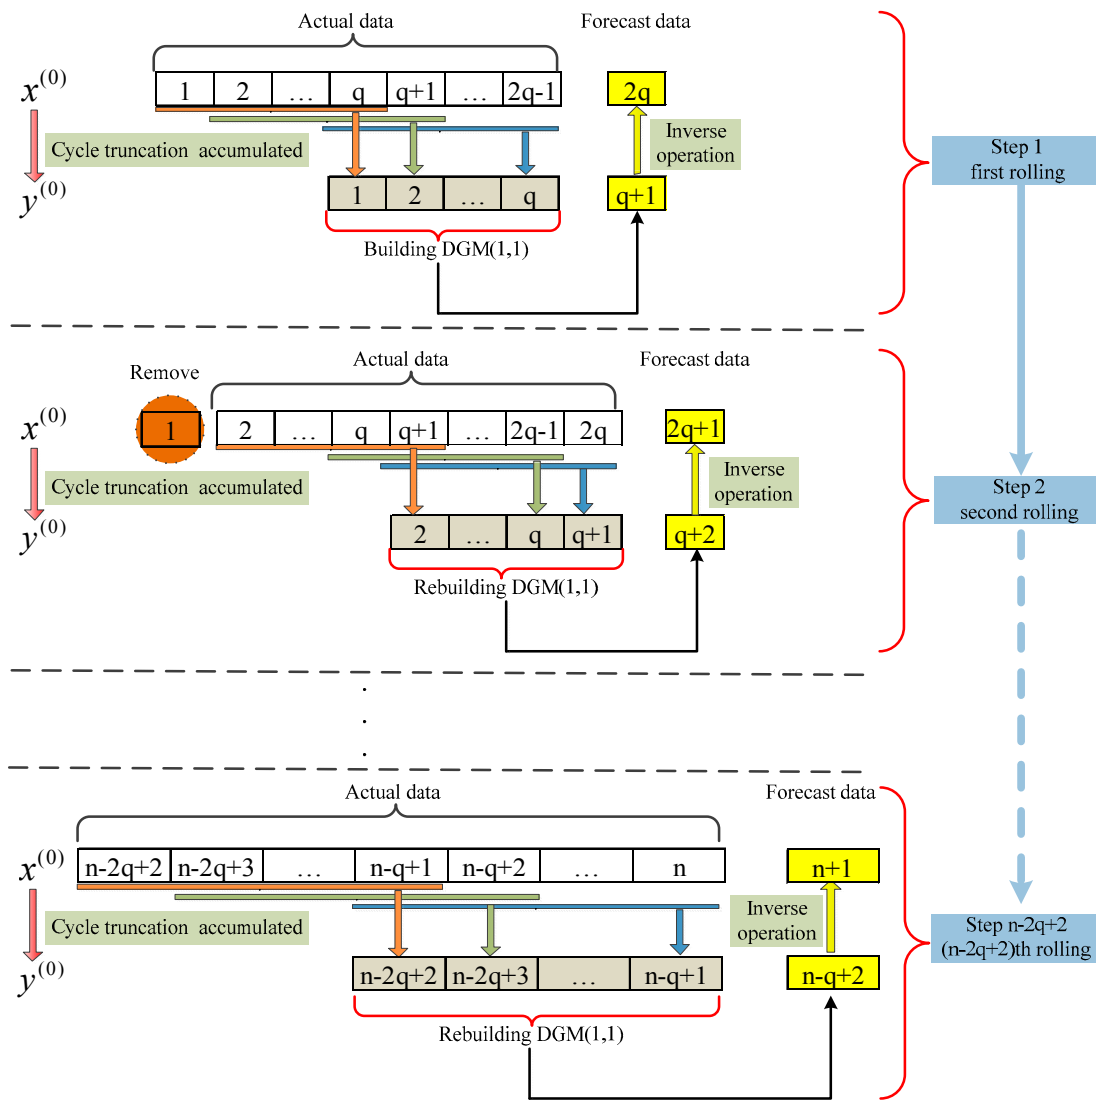 Actual data
Forecast data
x(0)
1 2 … q q+1 … 2q-1
2q
Cycle truncation accumulated
Inverse
operation
y(0)
1 2 … q
q+1
Building DGM(1,1)
Step 1
first rolling
Actual data
Forecast data
Remove
x(0)
1
2 … q q+1 … 2q-1 2q
2q+1
Cycle truncation accumulated
Inverse
operation
y(0)
2 … q q+1
q+2
Rebuilding DGM(1,1)
Step 2
second rolling
.
.
.
Actual data
Forecast data
x(0)
n-2q+2 n-2q+3 … n-q+1 n-q+2 … n
n+1
Cycle truncation accumulated
Inverse
operation
y(0)
n-2q+2 n-2q+3 … n-q+1
n-q+2
Rebuilding DGM(1,1)
Step n-2q+2
(n-2q+2)th rolling